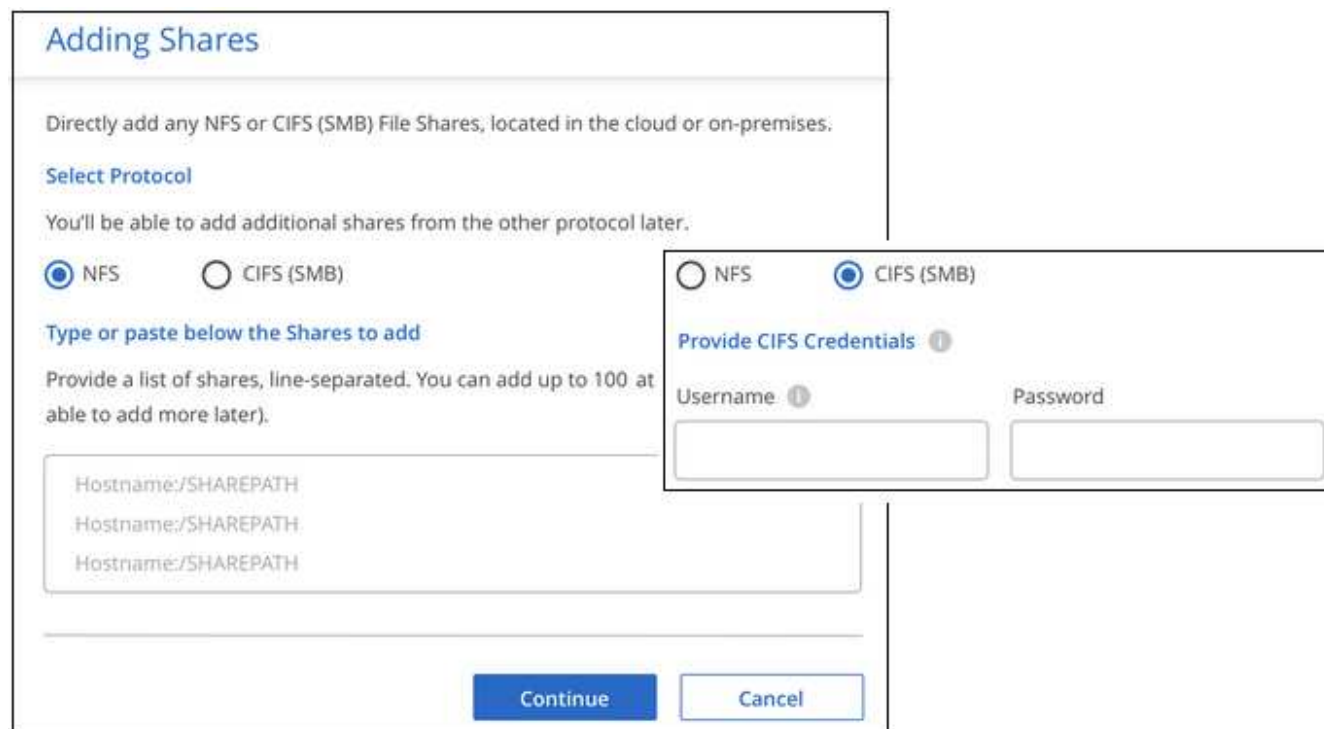 Adding Shares
Directly add any NFS or CIFS (SMB) File Shares, located in the cloud or on-premises.
Select Protocol
You'll be able to add additional shares from the other protocol later.
NFS CIFS (SMB)
Type or paste below the Shares to add
Provide a list of shares, line-separated. You can add up to 100 at
able to add more later).
Hostname:/SHAREPATH
Hostname:/SHAREPATH
Hostname:/SHAREPATH
Continue Cancel
NFS CIFS (SMB)
Provide CIFS Credentials
Username Password